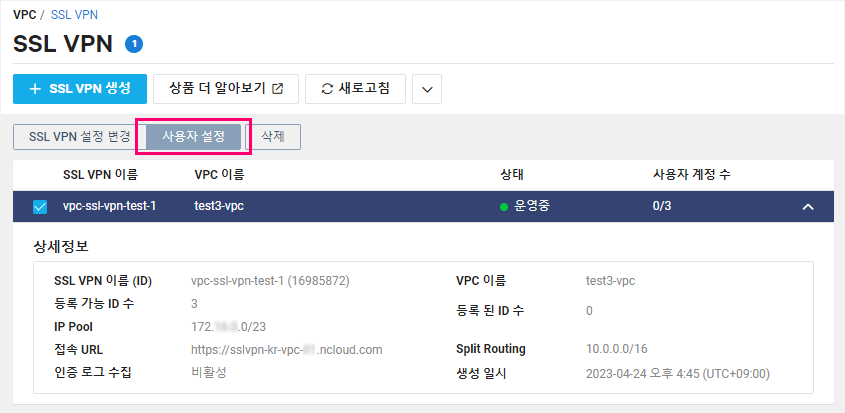 VPC / SSL VPN
SSL VPN 1
+ SSL VPN 생성 상품 더 알아보기 새로고침
SSL VPN 설정 변경 사용자 설정 삭제
SSL VPN 이름 VPC 이름 상태 사용자 계정 수
vpc-ssl-vpn-test-1 test3-vpc 운영중 0/3
상세정보
SSL VPN 이름 (ID) vpc-ssl-vpn-test-1 (16985872) VPC 이름 test3-vpc
등록 가능 ID 수 3 등록 된 ID 수 0
IP Pool 172. .0/23
접속 URL https://sslvpn-kr-vpc- .ncloud.com Split Routing 10.0.0.0/16
인증 로그 수집 비활성 생성 일시 2023-04-24 오후 4:45 (UTC+09:00)